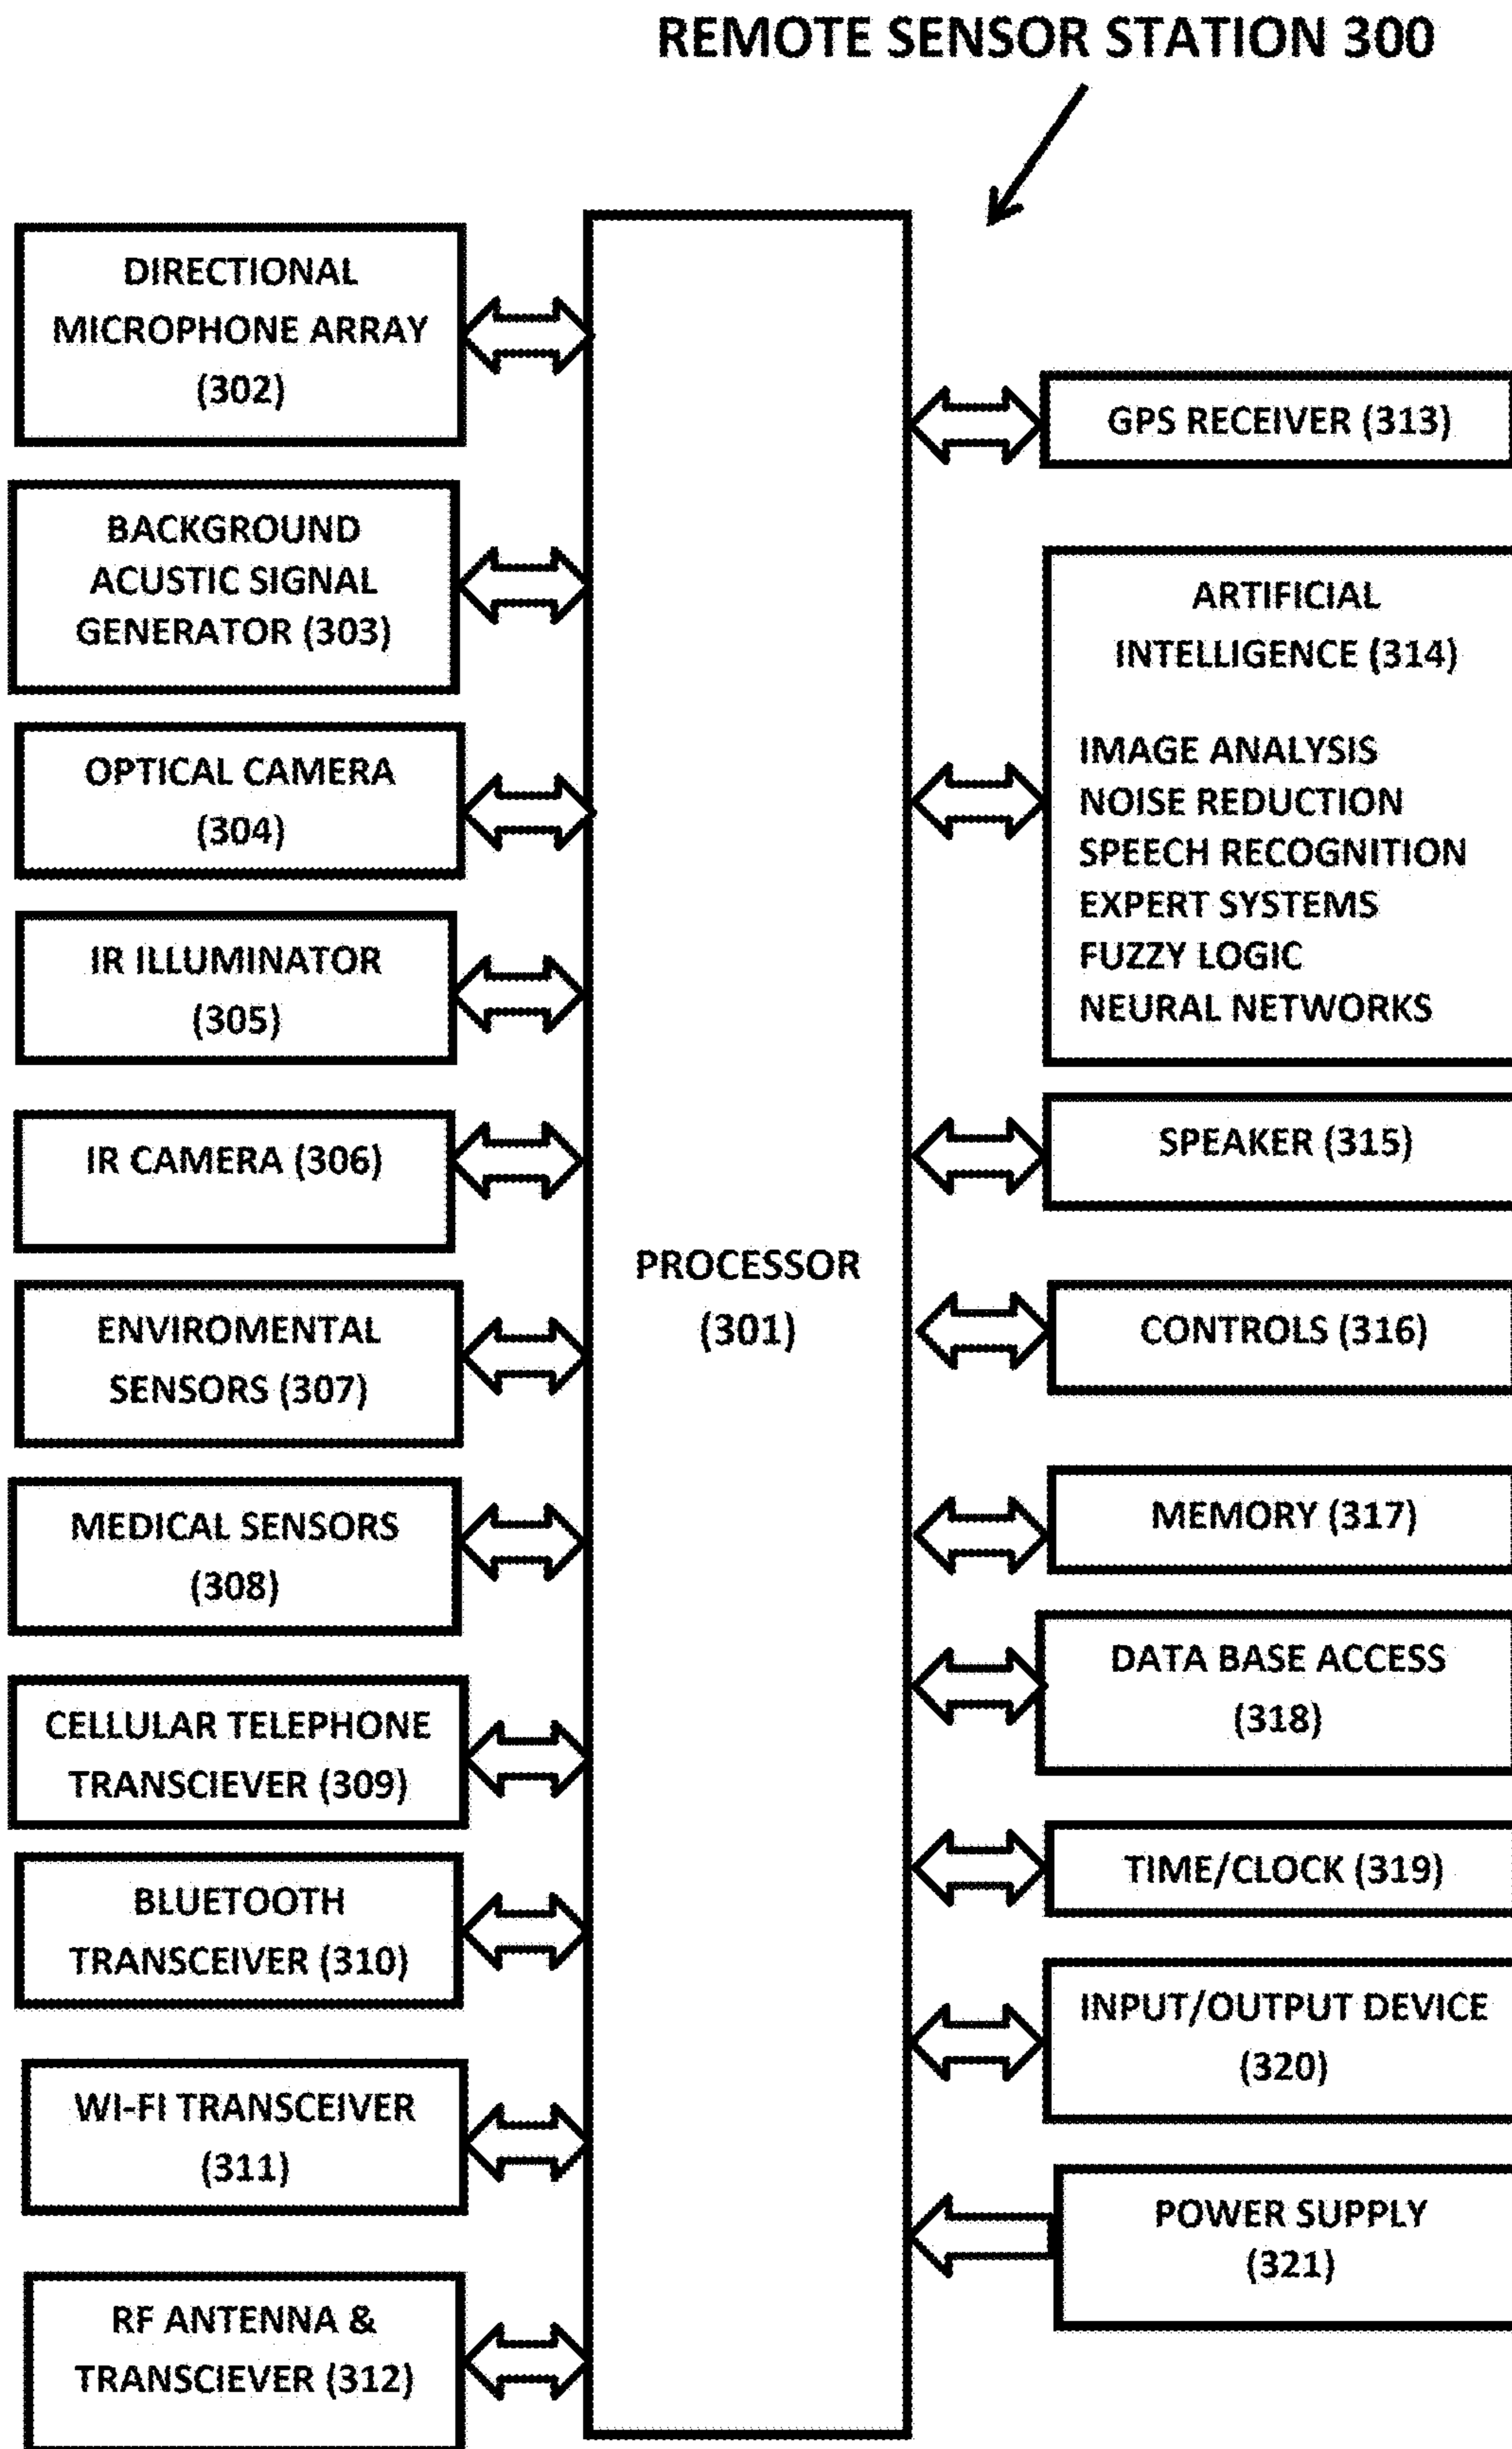 REMOTE SENSOR STATION 300
DIRECTIONAL
MICROPHONE ARRAY
(302)
BACKGROUND
ACUSTIC SIGNAL
GENERATOR (303)
OPTICAL CAMERA
(304)
IR ILLUMINATOR
(305)
IR CAMERA (306)
ENVIROMENTAL
SENSORS (307)
MEDICAL SENSORS
(308)
CELLULAR TELEPHONE
TRANSCIEVER (309)
BLUETOOTH
TRANSCEIVER (310)
WI-FI TRANSCEIVER
(311)
RF ANTENNA &
TRANSCIEVER (312)
PROCESSOR
(301)
GPS RECEIVER (313)
ARTIFICIAL
INTELLIGENCE (314)
IMAGE ANALYSIS
NOISE REDUCTION
SPEECH RECOGNITION
EXPERT SYSTEMS
FUZZY LOGIC
NEURAL NETWORKS
SPEAKER (315)
CONTROLS (316)
MEMORY (317)
DATA BASE ACCESS
(318)
TIME/CLOCK (319)
INPUT/OUTPUT DEVICE
(320)
POWER SUPPLY
(321)